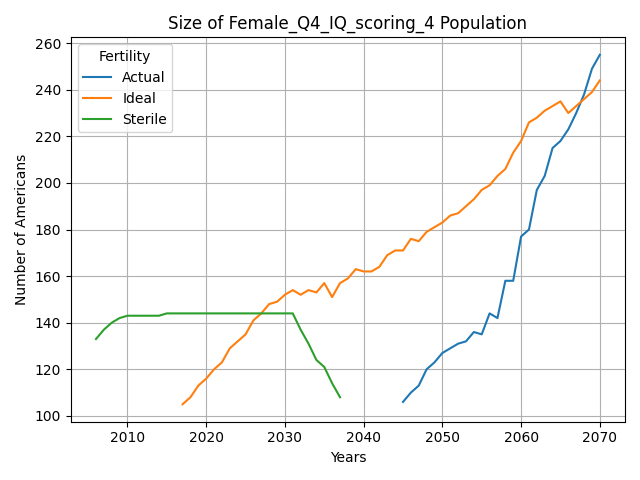 Size of Female_Q4_IQ_scoring_4 Population
Number of Americans
260
240
220
200
180
160
140
120
100
Fertility
Actual
Ideal
Sterile
2010 2020 2030 2040 2050 2060 2070
Years